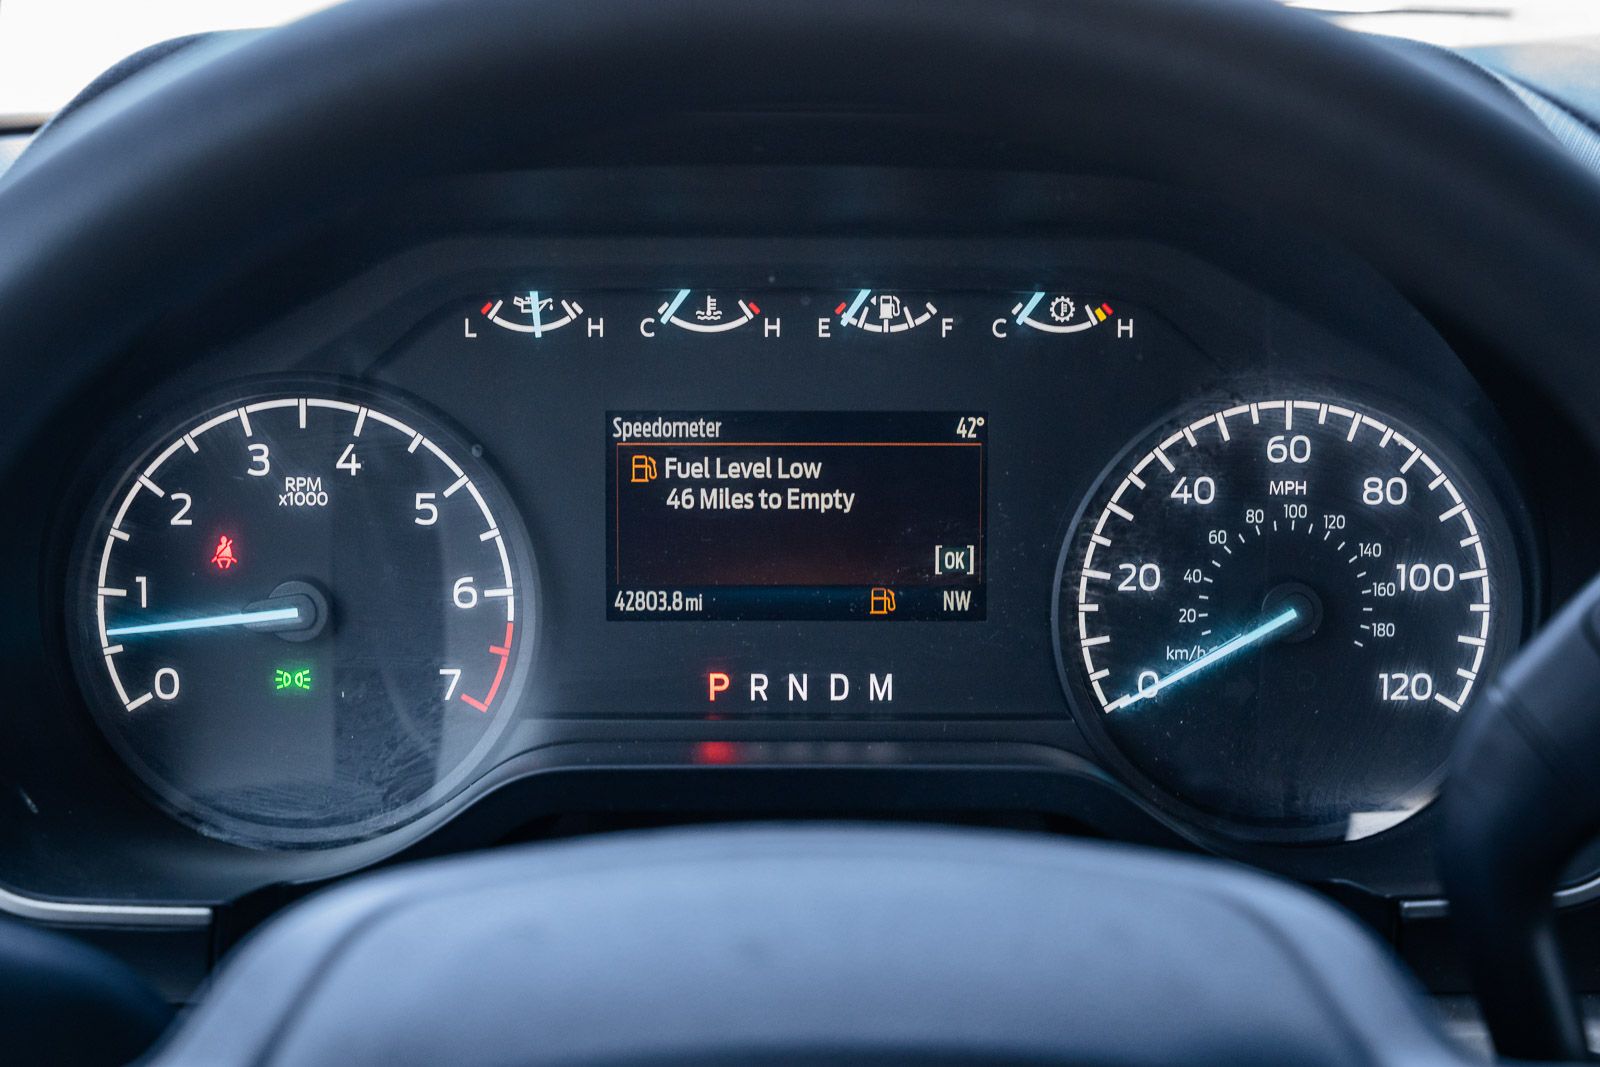 L H C H E F C H
Speedometer 42°
Fuel Level Low
46 Miles to Empty
[OK]
42803.8 mi NW
0 1 2 3 4 5 6 7
RPM
x1000
P R N D M
0 20 40 60 80 100 120
MPH
20 40 60 80 100 120 140 160 180
km/h